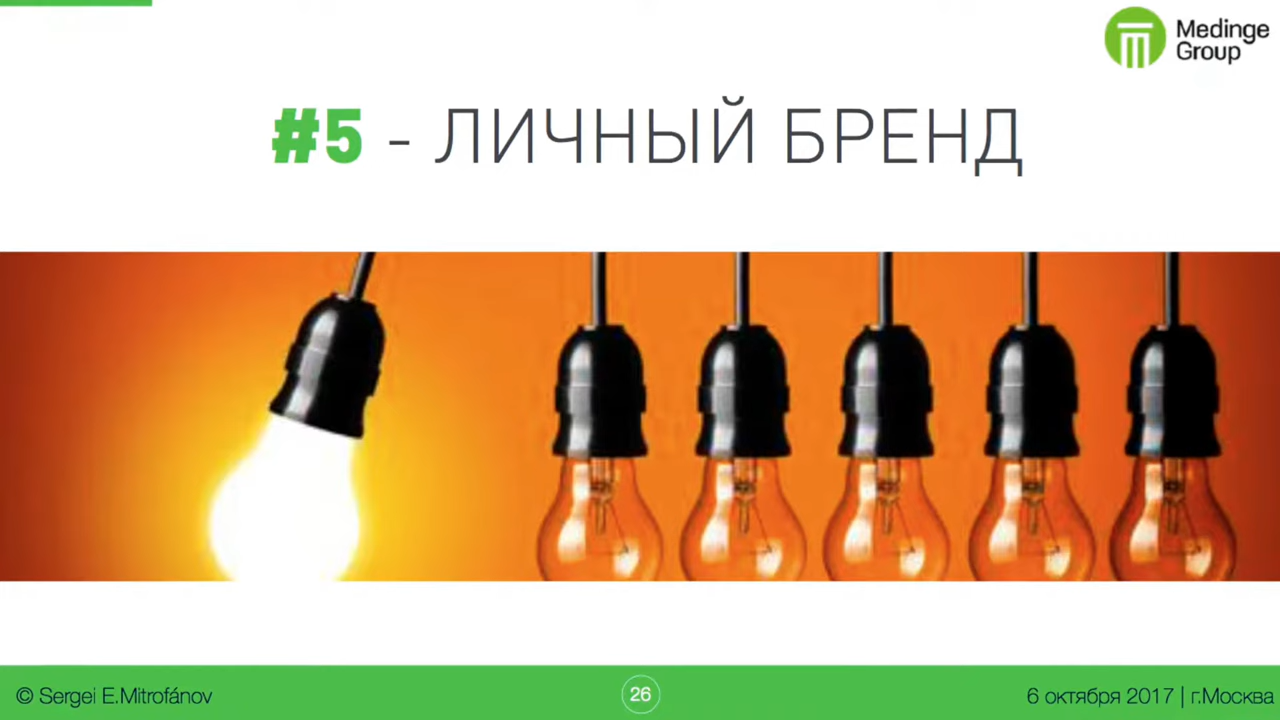 Medinge
Group
#5 - ЛИЧНЫЙ БРЕНД
© Sergei E.Mitrofánov
26
6 октября 2017 | г.Москва